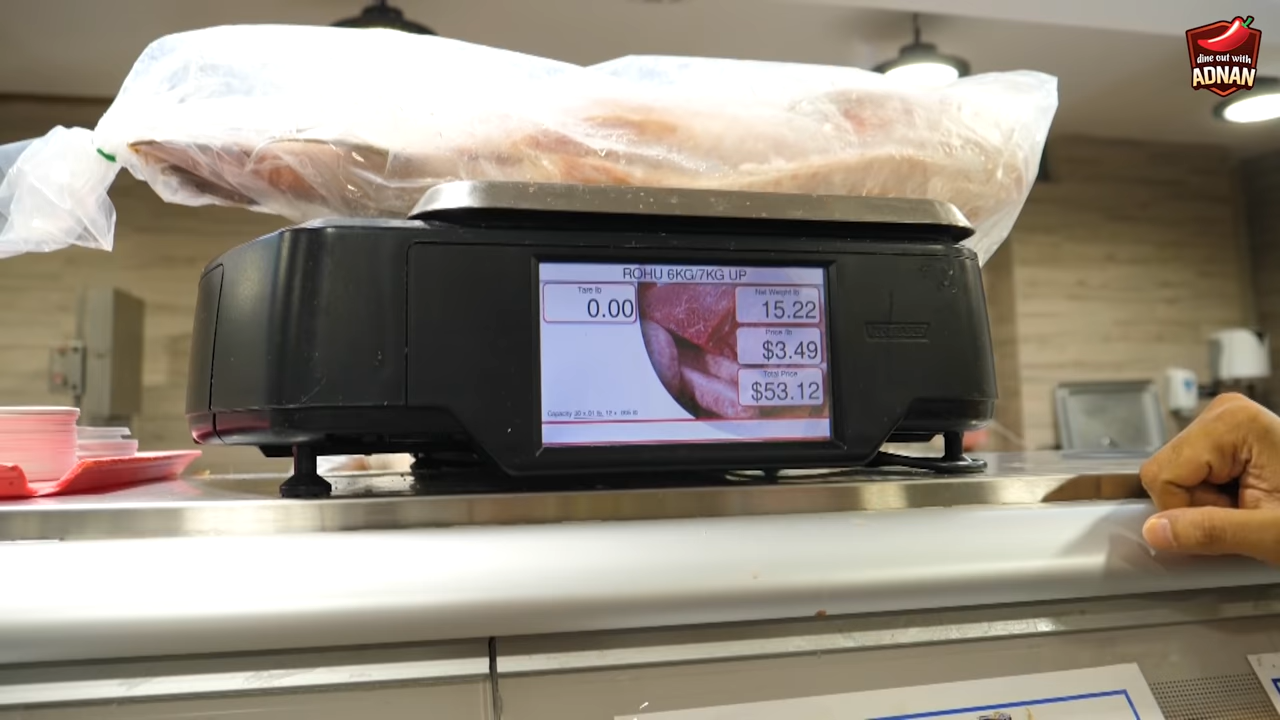 dine out with
ADNAN
ROHU 6KG/7KG UP
Tare lb
0.00
Net Weight lb
15.22
Price /lb
$3.49
Total Price
$53.12